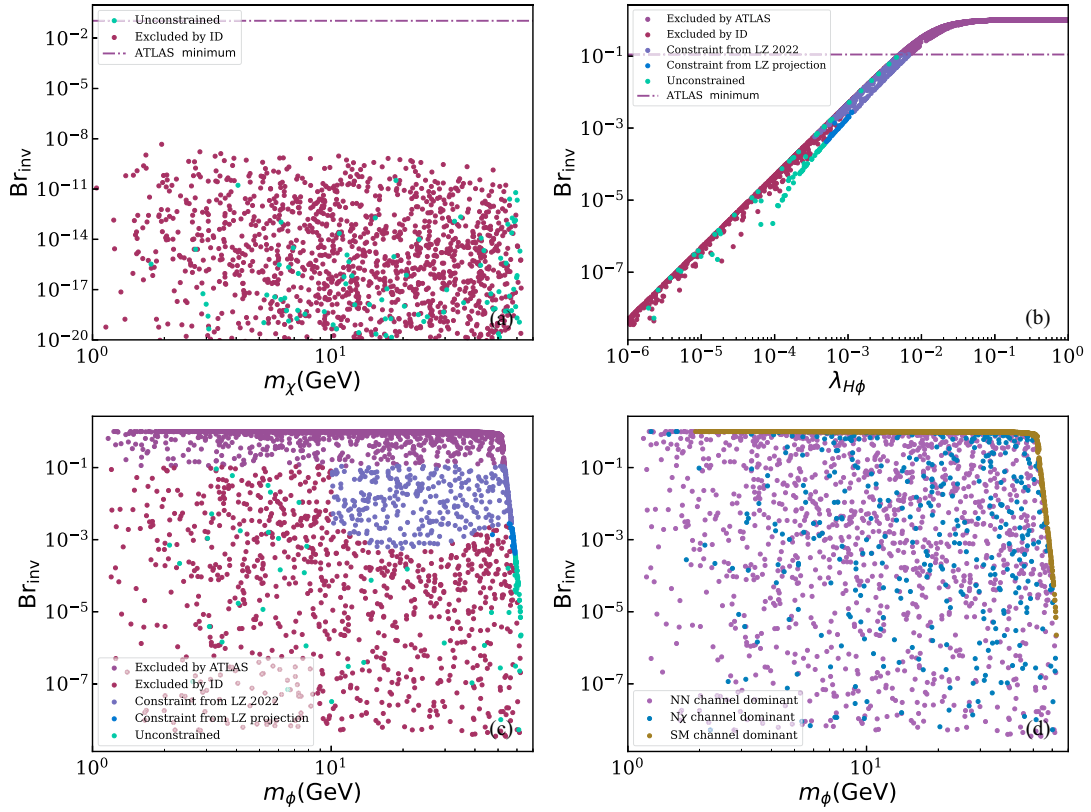 Unconstrained
Excluded by ID
ATLAS minimum
Br_inv
10^-2
10^-5
10^-8
10^-11
10^-14
10^-17
10^-20
(a)
10^0
10^1
m_χ(GeV)
Excluded by ATLAS
Excluded by ID
Constraint from LZ 2022
Constraint from LZ projection
Unconstrained
ATLAS minimum
Br_inv
10^-1
10^-3
10^-5
10^-7
(b)
10^-6
10^-5
10^-4
10^-3
10^-2
10^-1
10^0
λ_Hϕ
Br_inv
10^-1
10^-3
10^-5
10^-7
Excluded by ATLAS
Excluded by ID
Constraint from LZ 2022
Constraint from LZ projection
Unconstrained
(c)
10^0
10^1
m_ϕ(GeV)
Br_inv
10^-1
10^-3
10^-5
10^-7
NN channel dominant
Nχ channel dominant
SM channel dominant
(d)
10^0
10^1
m_ϕ(GeV)